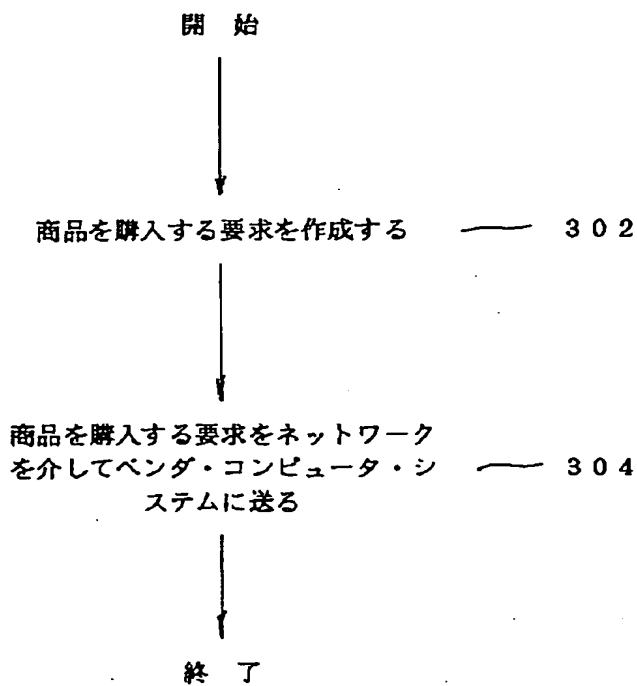 開 始
商品を購入する要求を作成する 302
商品を購入する要求をネットワーク
を介してベンダ・コンピュータ・シ 304
ステムに送る
終 了